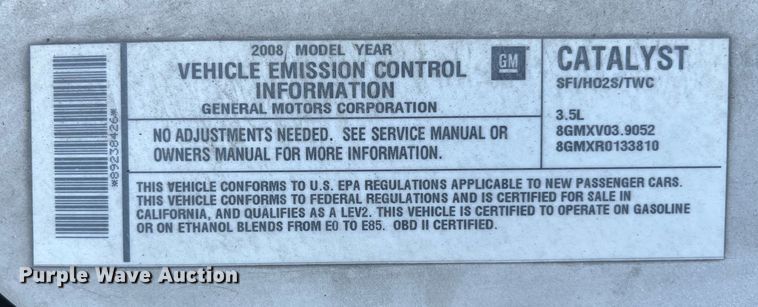 2008 MODEL YEAR
VEHICLE EMISSION CONTROL
INFORMATION
GENERAL MOTORS CORPORATION
GM
NO ADJUSTMENTS NEEDED. SEE SERVICE MANUAL OR
OWNERS MANUAL FOR MORE INFORMATION.
CATALYST
SFI/HO2S/TWC
3.5L
8GMXV03.9052
8GMXR0133810
*89238426*
THIS VEHICLE CONFORMS TO U.S. EPA REGULATIONS APPLICABLE TO NEW PASSENGER CARS.
THIS VEHICLE CONFORMS TO FEDERAL REGULATIONS AND IS CERTIFIED FOR SALE IN
CALIFORNIA, AND QUALIFIES AS A LEV2. THIS VEHICLE IS CERTIFIED TO OPERATE ON GASOLINE
OR ON ETHANOL BLENDS FROM E0 TO E85. OBD II CERTIFIED.
Purple Wave Auction